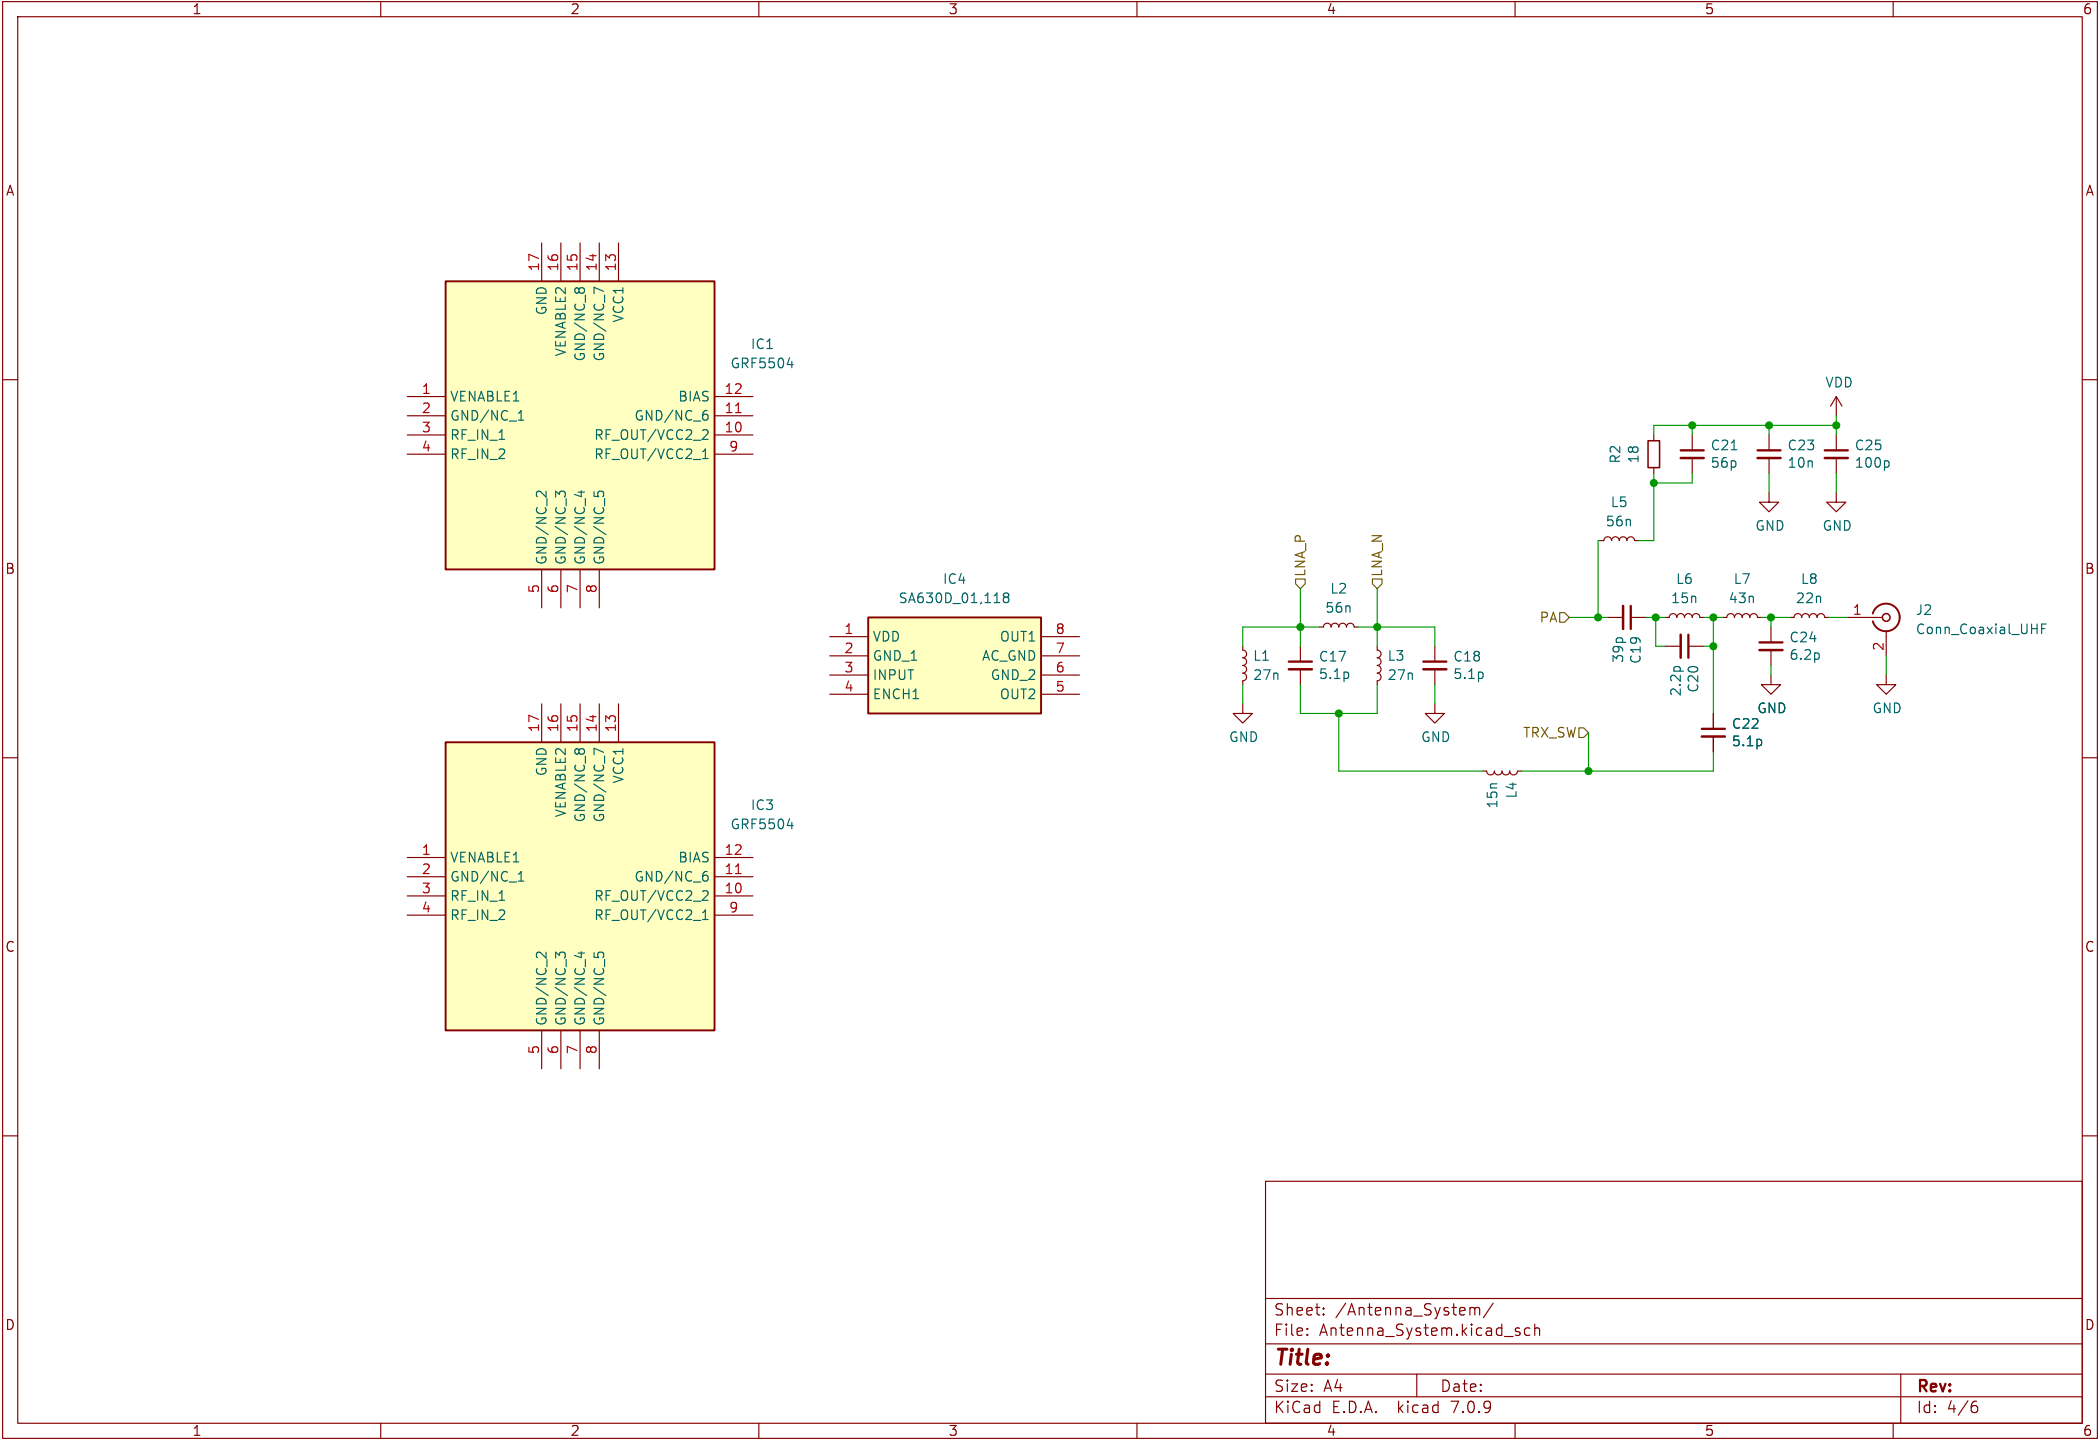 1 2 3 4 5 6
A A
B B
C C
D D
IC1
GRF5504
17 16 15 14 13
GND
VENABLE2
GND/NC_8
GND/NC_7
VCC1
1 VENABLE1
2 GND/NC_1
3 RF_IN_1
4 RF_IN_2
BIAS 12
GND/NC_6 11
RF_OUT/VCC2_2 10
RF_OUT/VCC2_1 9
GND/NC_2
GND/NC_3
GND/NC_4
GND/NC_5
5 6 7 8
IC3
GRF5504
17 16 15 14 13
GND
VENABLE2
GND/NC_8
GND/NC_7
VCC1
1 VENABLE1
2 GND/NC_1
3 RF_IN_1
4 RF_IN_2
BIAS 12
GND/NC_6 11
RF_OUT/VCC2_2 10
RF_OUT/VCC2_1 9
GND/NC_2
GND/NC_3
GND/NC_4
GND/NC_5
5 6 7 8
IC4
SA630D_01,118
1 VDD
2 GND_1
3 INPUT
4 ENCH1
OUT1 8
AC_GND 7
GND_2 6
OUT2 5
LNA_P
LNA_N
L2
56n
L1
27n
C17
5.1p
L3
27n
C18
5.1p
GND
GND
15n
L4
TRX_SW
VDD
R2
18
C21
56p
C23
10n
C25
100p
GND
GND
L5
56n
PA
39p
C19
L6
15n
L7
43n
L8
22n
2.2p
C20
C24
6.2p
GND
C22
5.1p
1
2
J2
Conn_Coaxial_UHF
GND
Sheet: /Antenna_System/
File: Antenna_System.kicad_sch
Title:
Size: A4 Date: Rev:
KiCad E.D.A. kicad 7.0.9 Id: 4/6
1 2 3 4 5 6